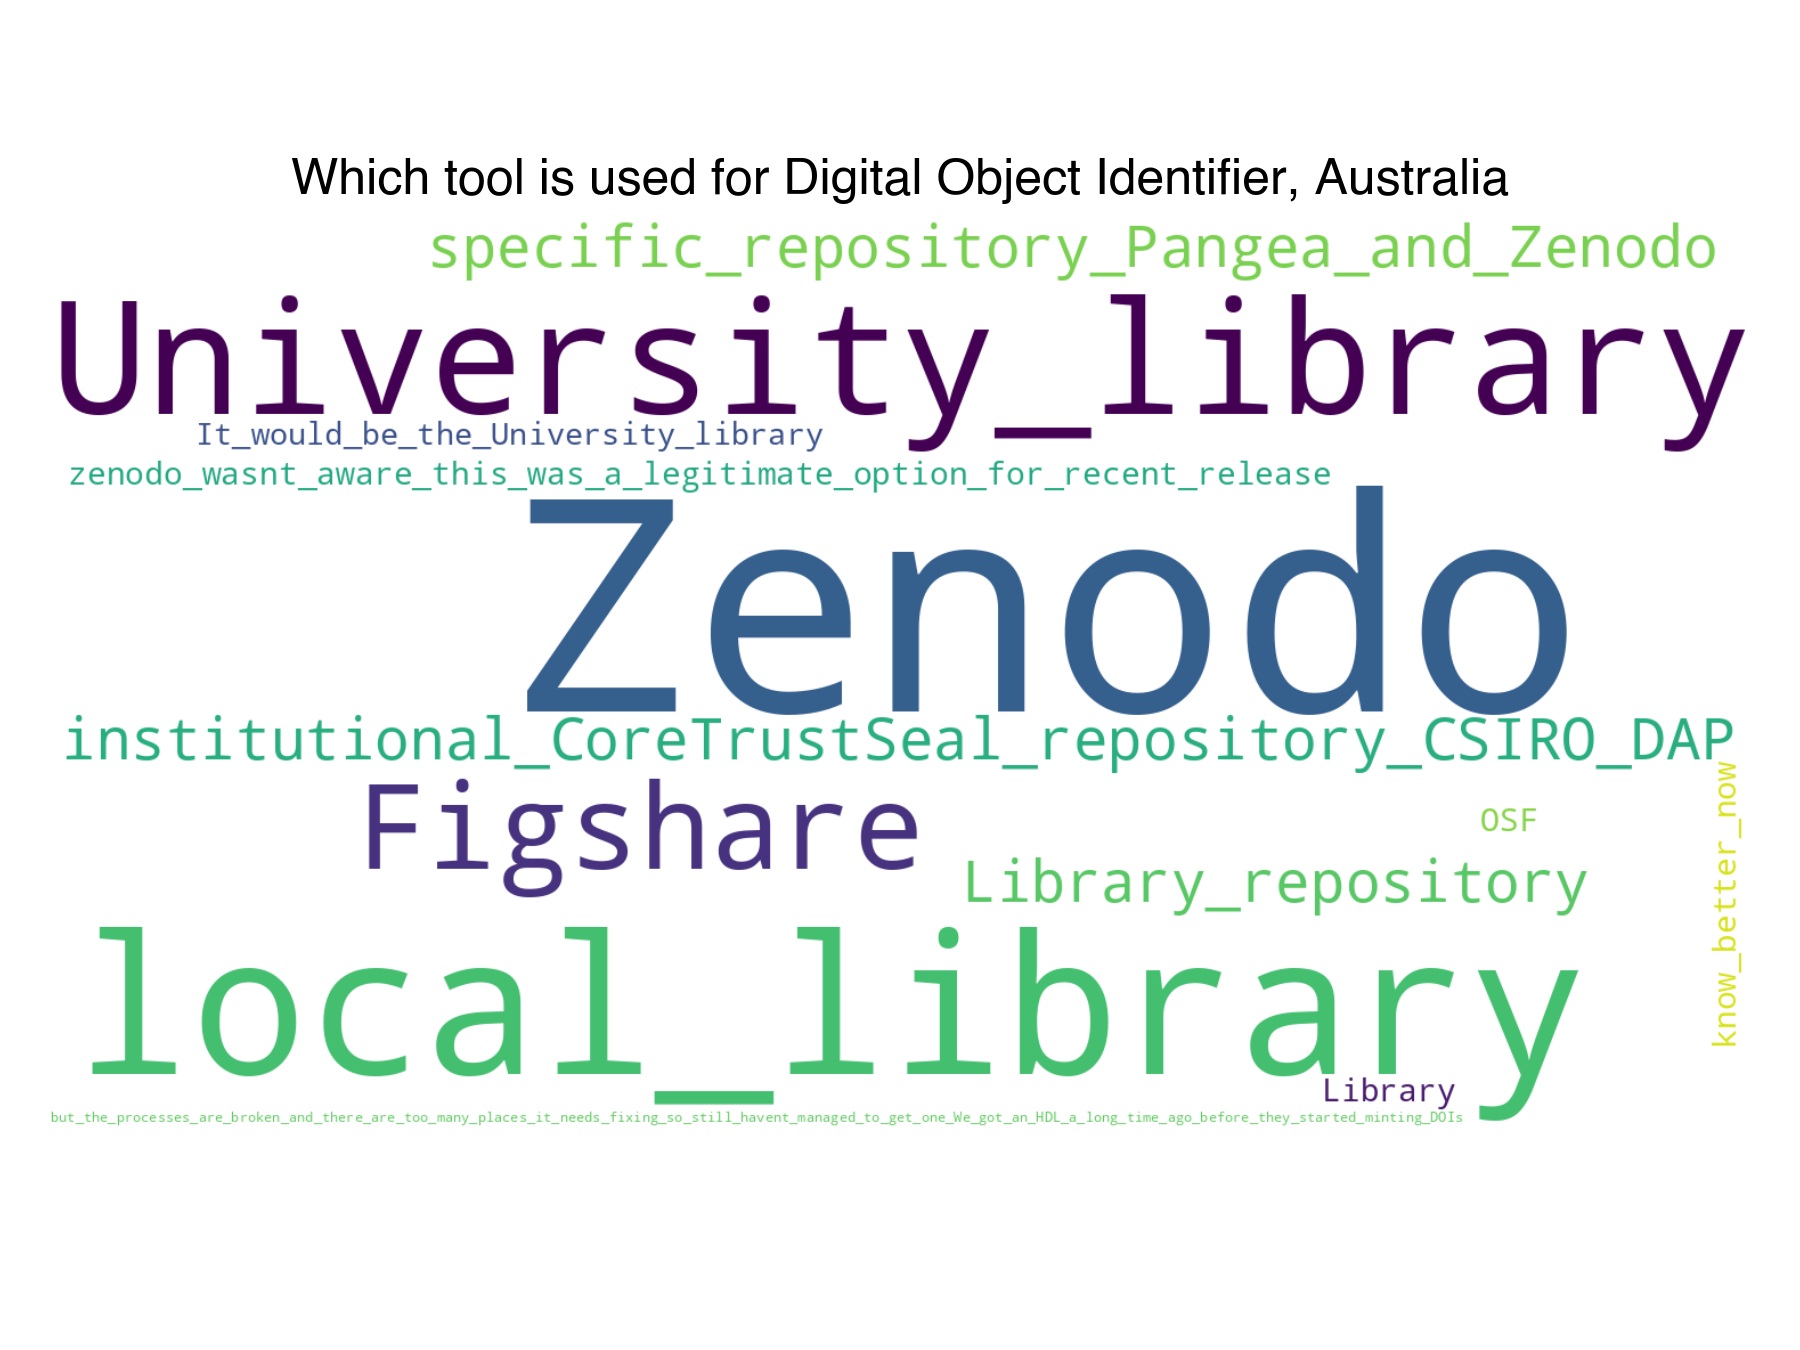 Which tool is used for Digital Object Identifier, Australia
specific_repository_Pangea_and_Zenodo
University_library
It_would_be_the_University_library
zenodo_wasnt_aware_this_was_a_legitimate_option_for_recent_release
Zenodo
institutional_CoreTrustSeal_repository_CSIRO_DAP
Figshare
OSF
know_better_now
Library_repository
local_library
Library
but_the_processes_are_broken_and_there_are_too_many_places_it_needs_fixing_so_still_havent_managed_to_get_one_We_got_an_HDL_a_long_time_ago_before_they_started_minting_DOIs